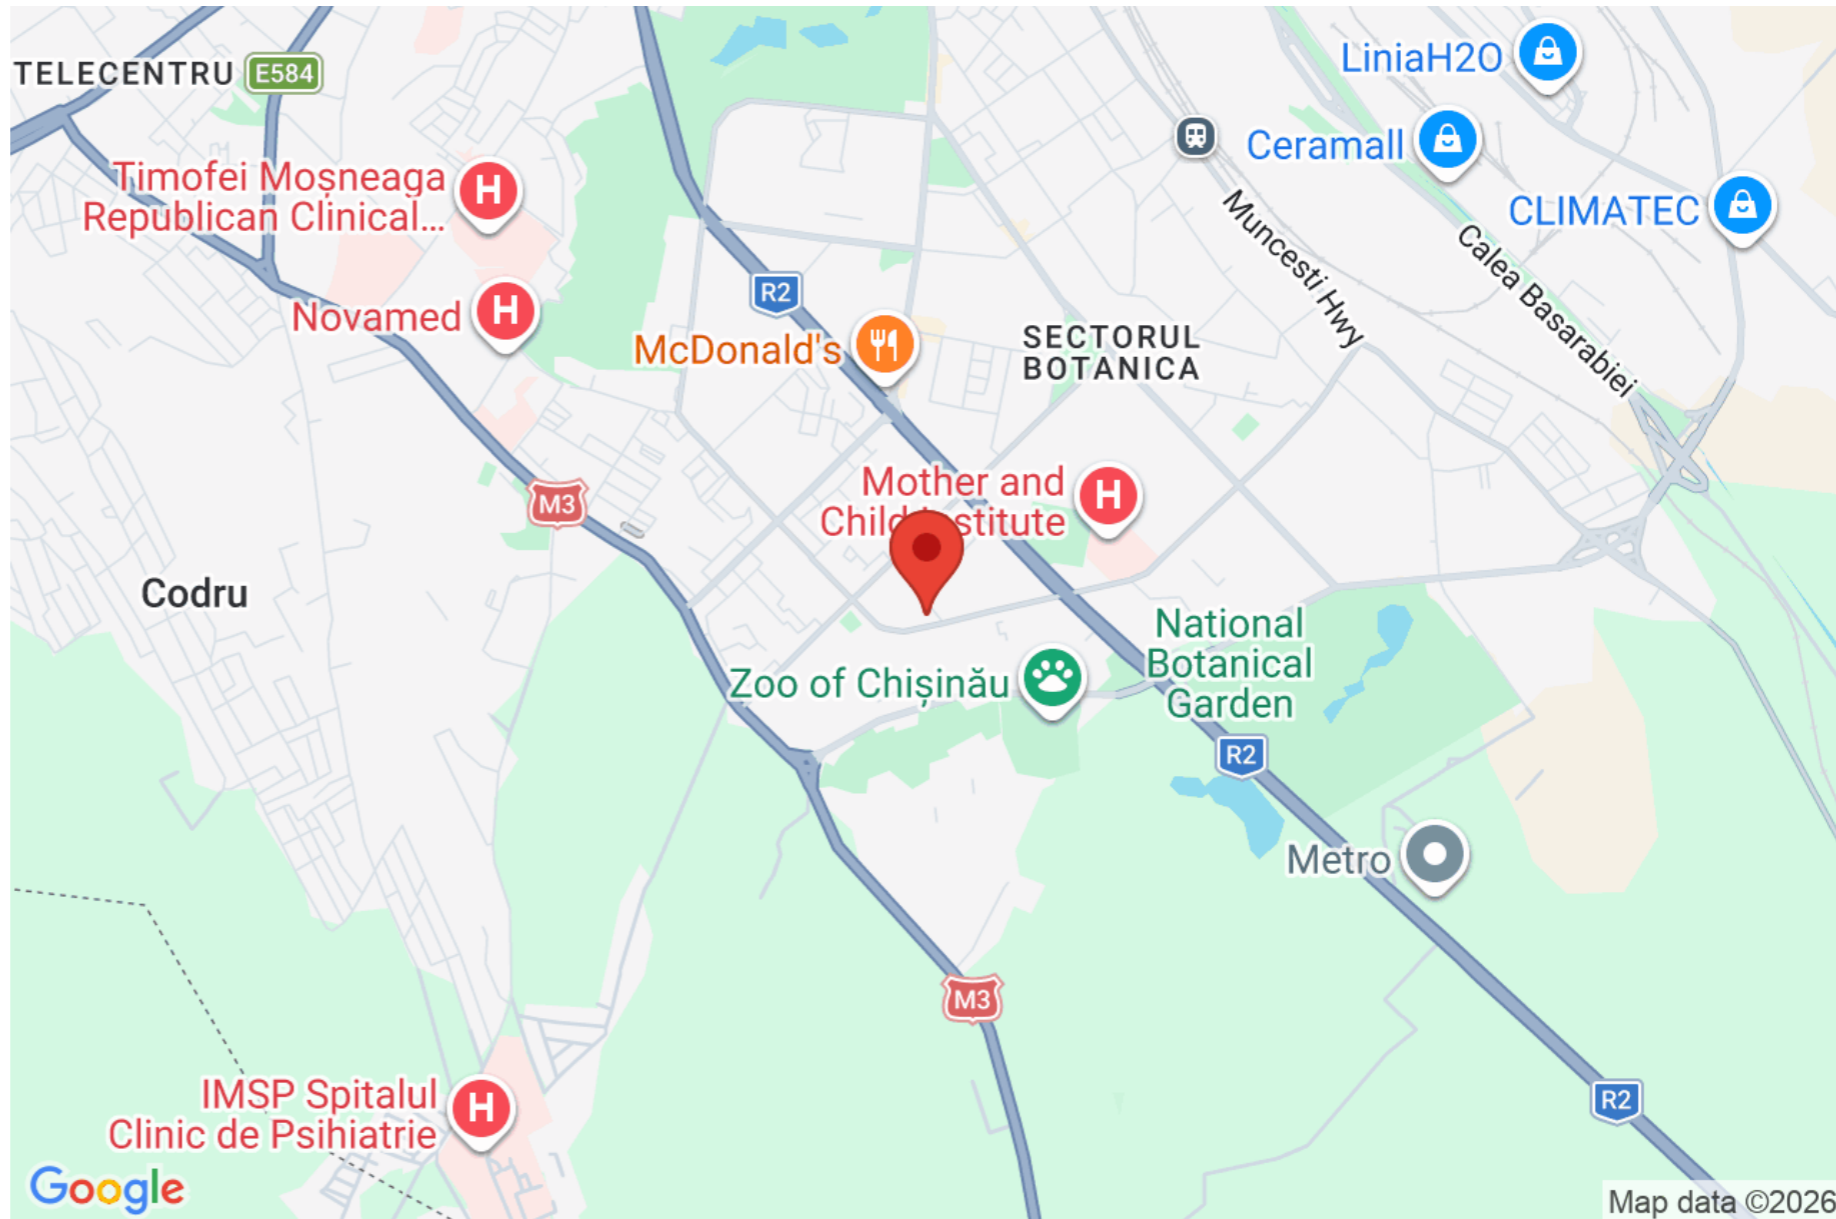 TELECENTRU
E584
LiniaH2O
Ceramall
CLIMATEC
Timofei Moșneaga
Republican Clinical...
Novamed
R2
McDonald's
SECTORUL
BOTANICA
Muncesti Hwy
Calea Basarabiei
M3
Mother and
Child Institute
Codru
National
Botanical
Garden
Zoo of Chișinău
R2
Metro
M3
R2
IMSP Spitalul
Clinic de Psihiatrie
Google
Map data ©2026